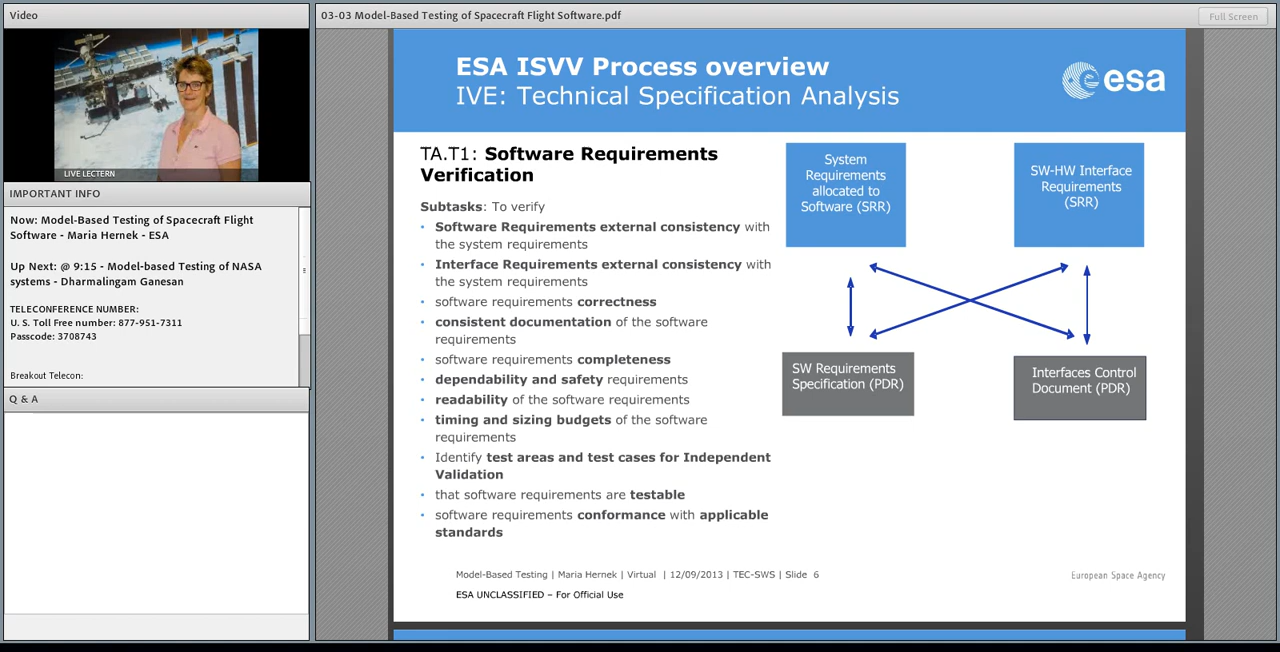 Video
LIVE LECTERN
IMPORTANT INFO
Now: Model-Based Testing of Spacecraft Flight
Software - Maria Hernek - ESA
Up Next: @ 9:15 - Model-based Testing of NASA
systems - Dharmalingam Ganesan
TELECONFERENCE NUMBER:
U. S. Toll Free number: 877-951-7311
Passcode: 3708743
Breakout Telecon:
Q & A
03-03 Model-Based Testing of Spacecraft Flight Software.pdf
Full Screen
ESA ISVV Process overview
IVE: Technical Specification Analysis
esa
TA.T1: Software Requirements
Verification
Subtasks: To verify
• Software Requirements external consistency with
the system requirements
• Interface Requirements external consistency with
the system requirements
• software requirements correctness
• consistent documentation of the software
requirements
• software requirements completeness
• dependability and safety requirements
• readability of the software requirements
• timing and sizing budgets of the software
requirements
• Identify test areas and test cases for Independent
Validation
• that software requirements are testable
• software requirements conformance with applicable
standards
System
Requirements
allocated to
Software (SRR)
SW-HW Interface
Requirements
(SRR)
SW Requirements
Specification (PDR)
Interfaces Control
Document (PDR)
Model-Based Testing | Maria Hernek | Virtual | 12/09/2013 | TEC-SWS | Slide 6
European Space Agency
ESA UNCLASSIFIED – For Official Use